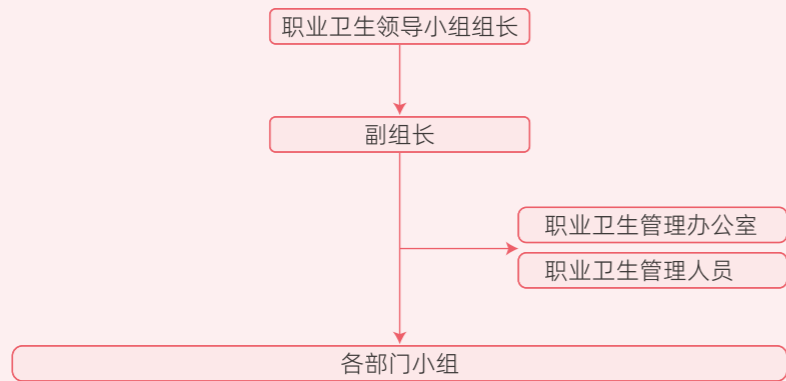 职业卫生领导小组组长
副组长
职业卫生管理办公室
职业卫生管理人员
各部门小组